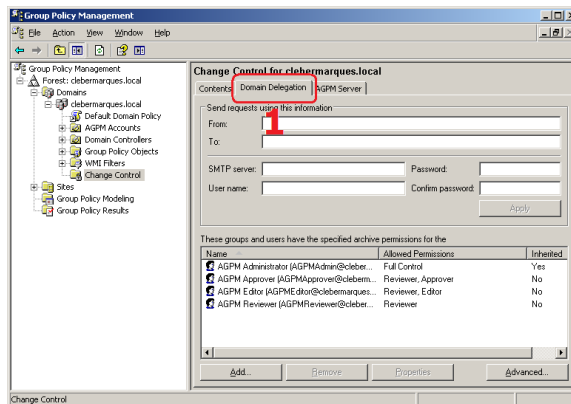 Group Policy Management
File Action View Window Help
Group Policy Management
Forest: clebermarques.local
Domains
clebermarques.local
Default Domain Policy
AGPM Accounts
Domain Controllers
Group Policy Objects
WMI Filters
Change Control
Sites
Group Policy Modeling
Group Policy Results
Change Control for clebermarques.local
Contents Domain Delegation AGPM Server
1
Send requests using this information
From:
To:
SMTP server: Password:
User name: Confirm password:
Apply
These groups and users have the specified archive permissions for the
Name Allowed Permissions Inherited
AGPM Administrator (AGPMAdmin@cleber... Full Control Yes
AGPM Approver (AGPMApprover@cleberm... Reviewer, Approver No
AGPM Editor (AGPMEditor@clebermarques... Reviewer, Editor No
AGPM Reviewer (AGPMReviewer@cleber... Reviewer No
Add... Remove Properties Advanced...
Change Control